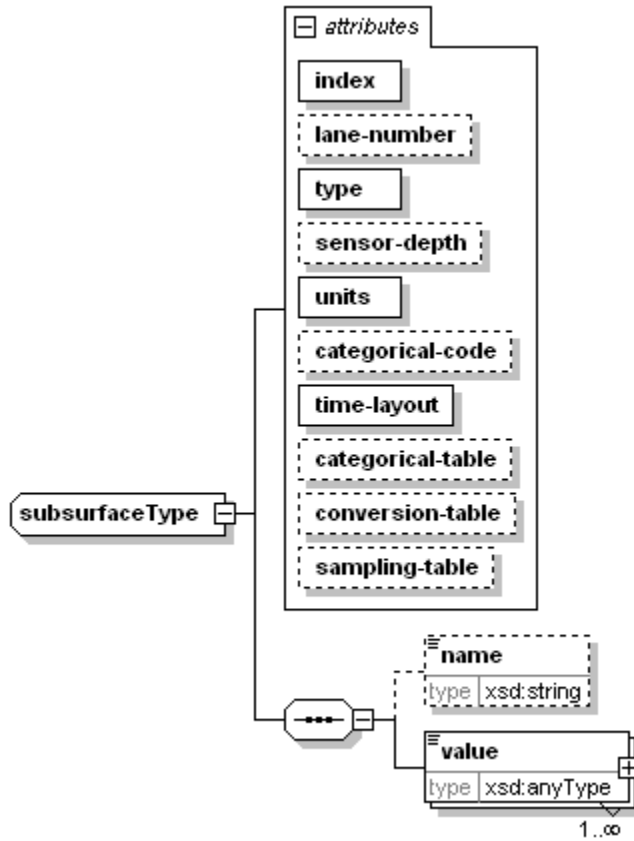 attributes
index
lane-number
type
sensor-depth
units
categorical-code
time-layout
categorical-table
conversion-table
sampling-table
subsurfaceType
name
type xsd:string
value
type xsd:anyType
1..∞